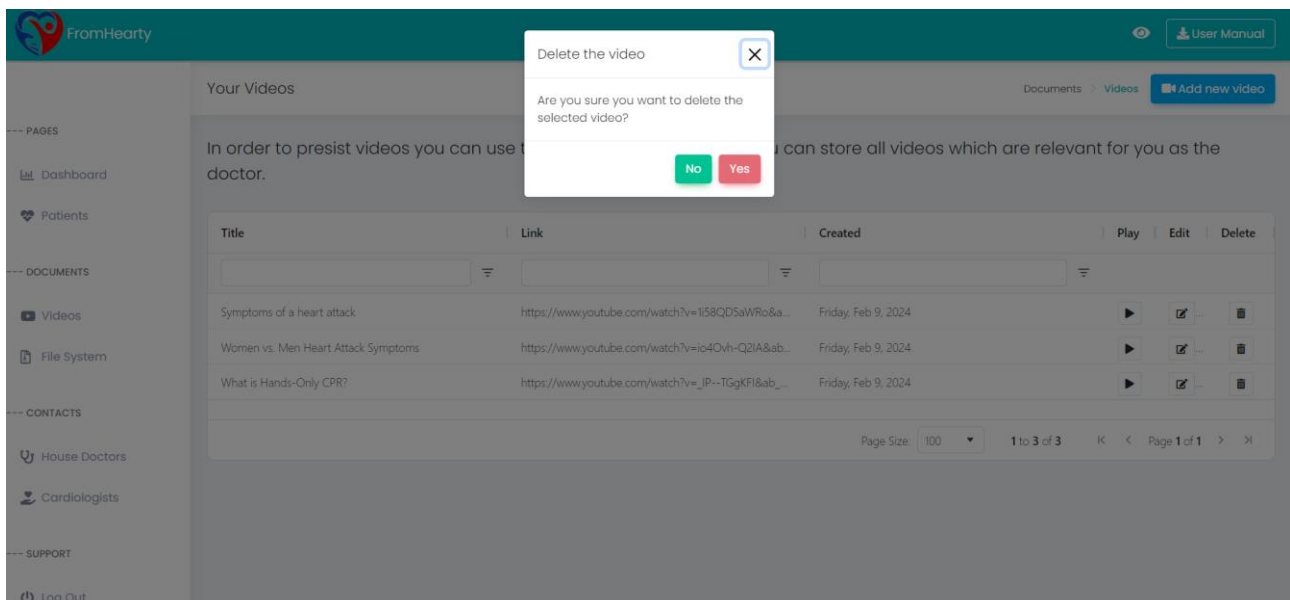 FromHearty
User Manual
Delete the video
Are you sure you want to delete the
selected video?
No Yes
Your Videos
Documents > Videos
Add new video
--- PAGES
Dashboard
Patients
--- DOCUMENTS
Videos
File System
--- CONTACTS
House Doctors
Cardiologists
--- SUPPORT
Log Out
In order to presist videos you can use can store all videos which are relevant for you as the
doctor.
Title Link Created Play Edit Delete
Symptoms of a heart attack https://www.youtube.com/watch?v=1i58QD5aWRo&a... Friday, Feb 9, 2024
Women vs. Men Heart Attack Symptoms https://www.youtube.com/watch?v=io4Ovh-Q2IA&ab... Friday, Feb 9, 2024
What is Hands-Only CPR? https://www.youtube.com/watch?v=_JP--TGgKFI&ab_... Friday, Feb 9, 2024
Page Size: 100 1 to 3 of 3 Page 1 of 1